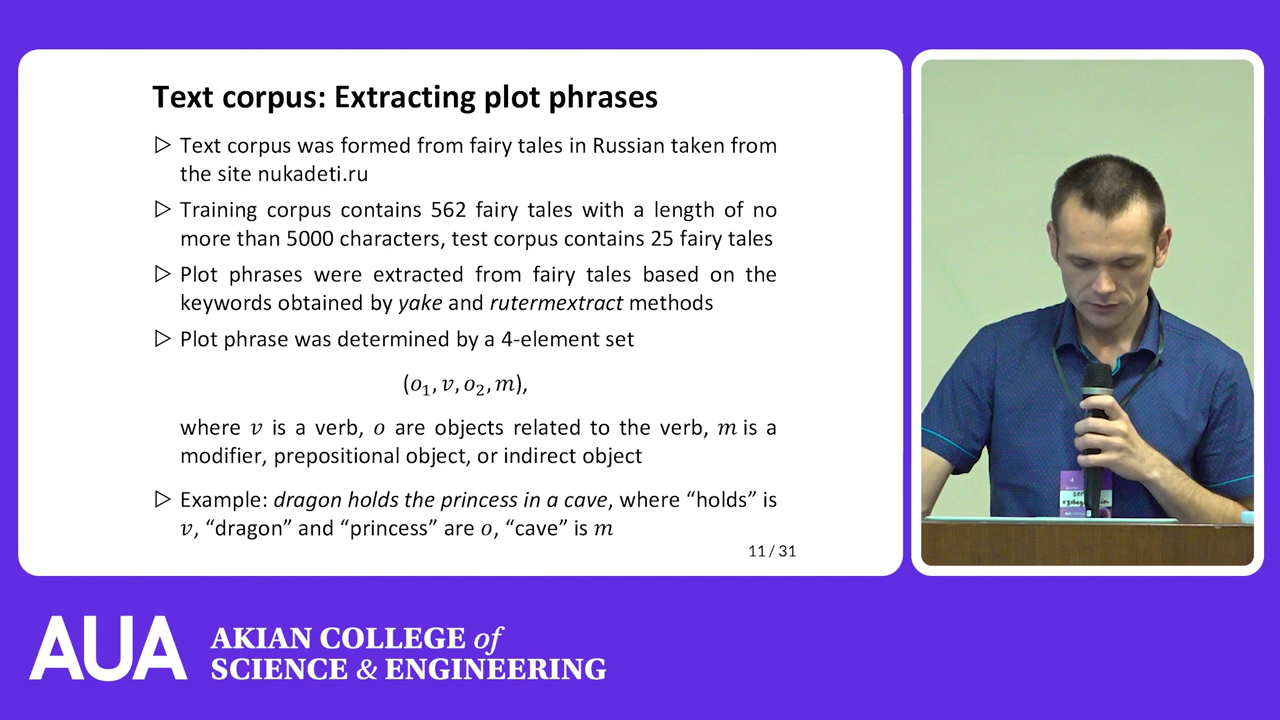 Text corpus: Extracting plot phrases
▷ Text corpus was formed from fairy tales in Russian taken from
the site nukadeti.ru
▷ Training corpus contains 562 fairy tales with a length of no
more than 5000 characters, test corpus contains 25 fairy tales
▷ Plot phrases were extracted from fairy tales based on the
keywords obtained by yake and rutermextract methods
▷ Plot phrase was determined by a 4-element set
(o₁, v, o₂, m),
where v is a verb, o are objects related to the verb, m is a
modifier, prepositional object, or indirect object
▷ Example: dragon holds the princess in a cave, where “holds” is
v, “dragon” and “princess” are o, “cave” is m
11 / 31
AUA
AKIAN COLLEGE of
SCIENCE & ENGINEERING